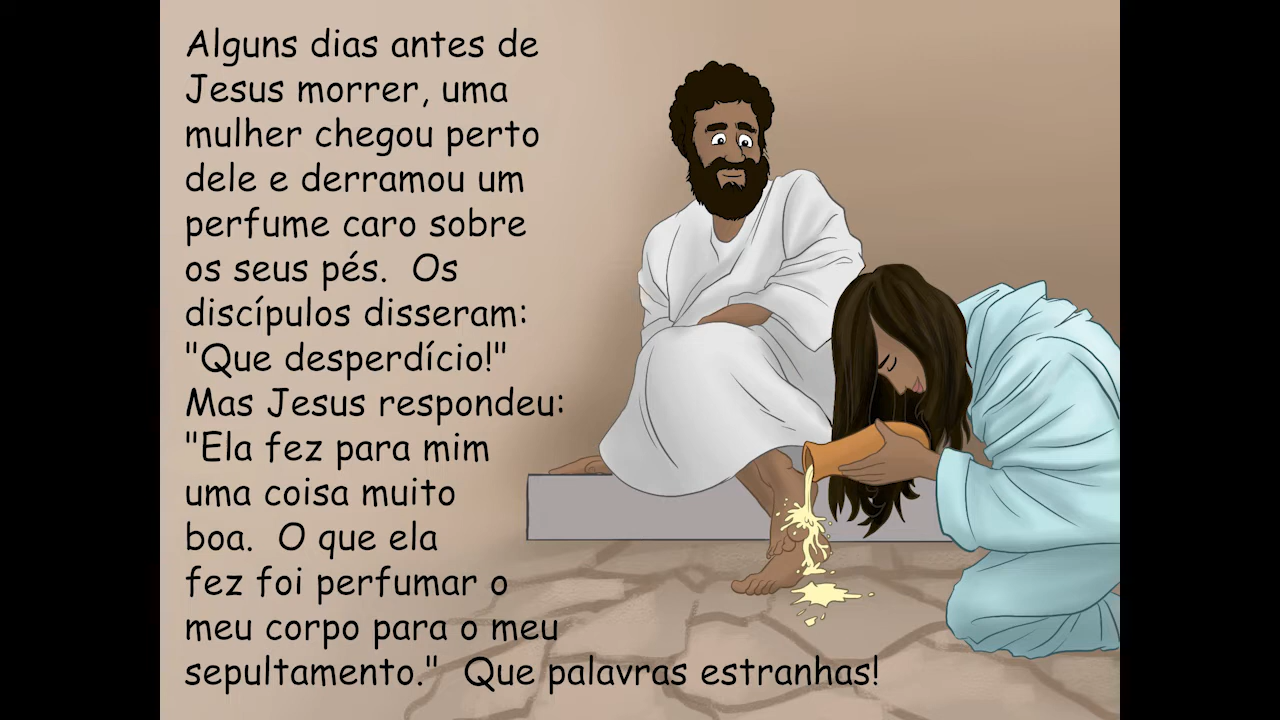 Alguns dias antes de
Jesus morrer, uma
mulher chegou perto
dele e derramou um
perfume caro sobre
os seus pés.  Os
discípulos disseram:
"Que desperdício!"
Mas Jesus respondeu:
"Ela fez para mim
uma coisa muito
boa.  O que ela
fez foi perfumar o
meu corpo para o meu
sepultamento."  Que palavras estranhas!